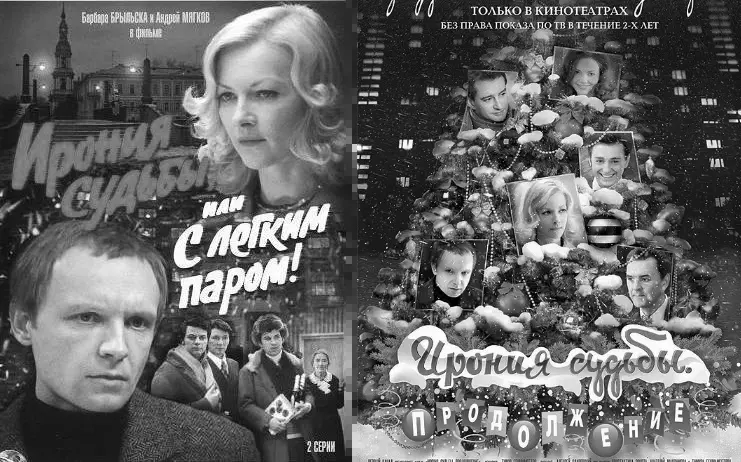 Барбара БРЫЛЬСКА и Андрей МЯГКОВ
в фильме
Ирония
судьбы,
или
С легким
паром!
2 СЕРИИ
ТОЛЬКО В КИНОТЕАТРАХ
БЕЗ ПРАВА ПОКАЗА ПО ТВ В ТЕЧЕНИЕ 2-Х ЛЕТ
Ирония судьбы.
ПРОДОЛЖЕНИЕ